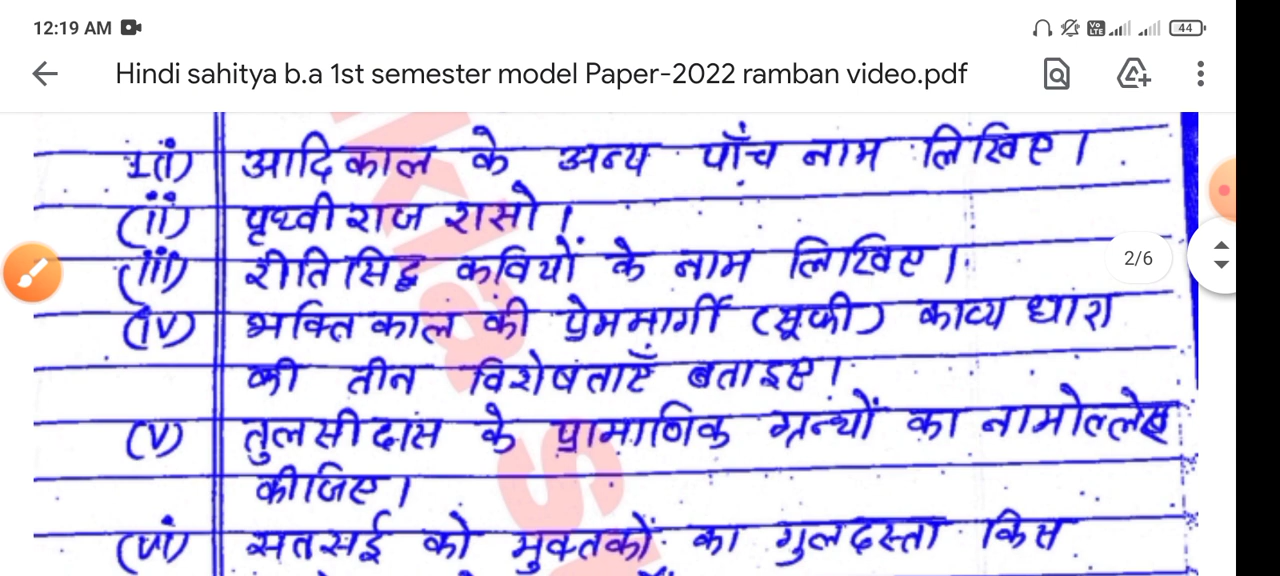 12:19 AM
44
Hindi sahitya b.a 1st semester model Paper-2022 ramban video.pdf
1(i) आदिकाल के अन्य पाँच नाम लिखिए।
(ii) पृथ्वीराज रासो।
(iii) रीतिसिद्ध कवियों के नाम लिखिए।
2/6
(iv) भक्तिकाल की प्रेममार्गी (सूफी) काव्य धारा
की तीन विशेषताएँ बताइए।
(v) तुलसीदास के प्रामाणिक ग्रन्थों का नामोल्लेख
कीजिए।
(vi) सतसई को मुक्तकों का गुलदस्ता किस